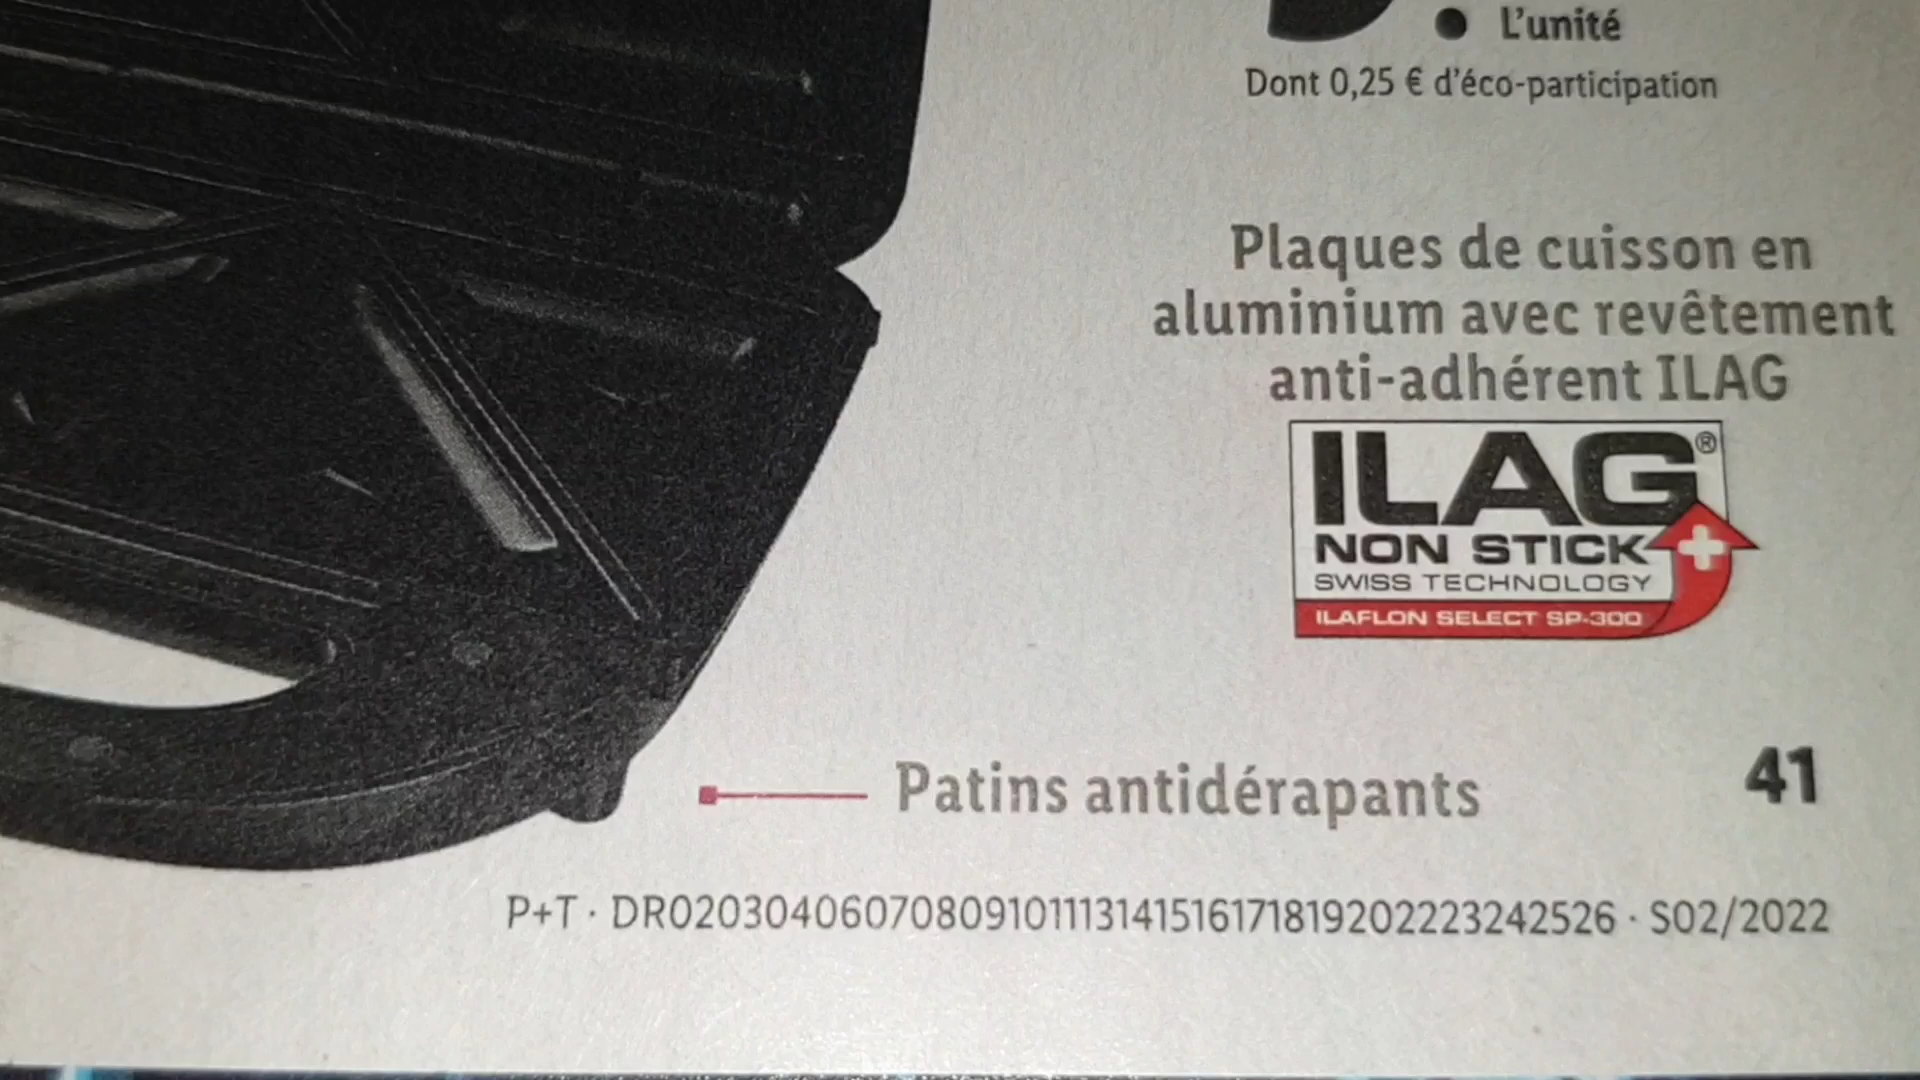 ● L'unité
Dont 0,25 € d'éco-participation
Plaques de cuisson en
aluminium avec revêtement
anti-adhérent ILAG
ILAG®
NON STICK
SWISS TECHNOLOGY
ILAFLON SELECT SP-300
Patins antidérapants
41
P+T · DR02030406070809101113141516171819202223242526 · S02/2022